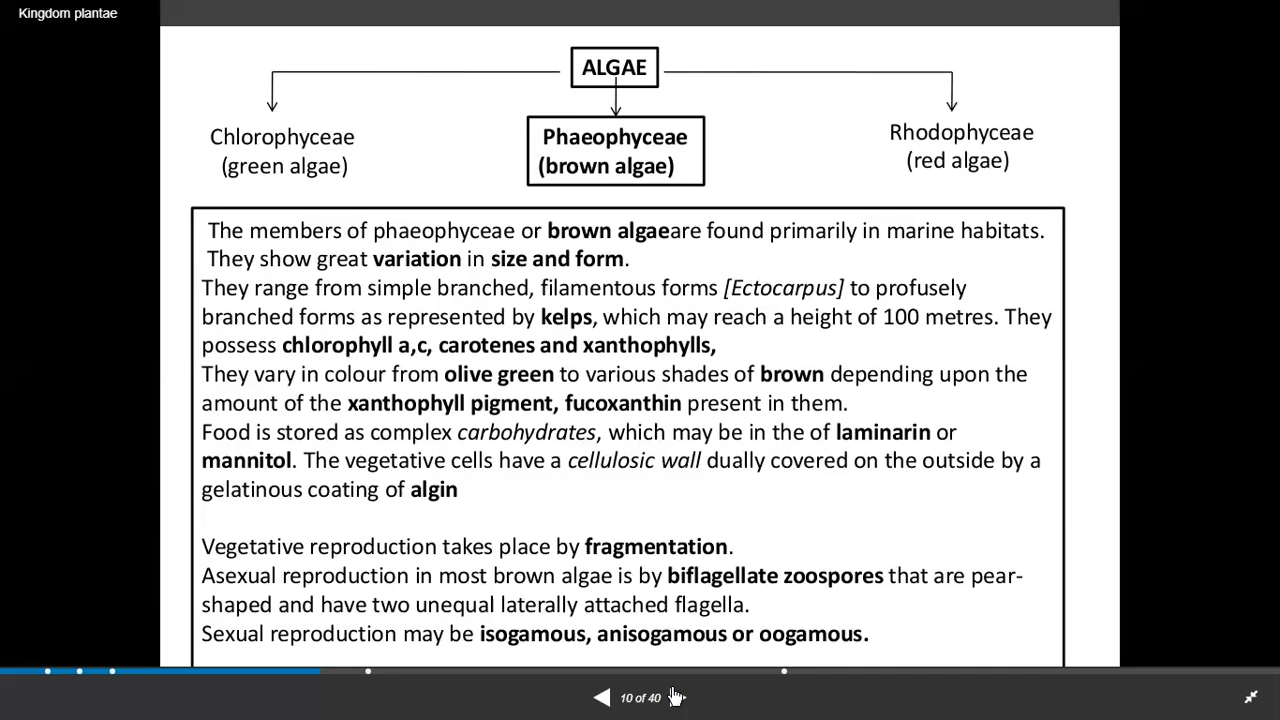 Kingdom plantae
ALGAE
Chlorophyceae
(green algae)
Phaeophyceae
(brown algae)
Rhodophyceae
(red algae)
The members of phaeophyceae or brown algaeare found primarily in marine habitats.
They show great variation in size and form.
They range from simple branched, filamentous forms [Ectocarpus] to profusely
branched forms as represented by kelps, which may reach a height of 100 metres. They
possess chlorophyll a,c, carotenes and xanthophylls,
They vary in colour from olive green to various shades of brown depending upon the
amount of the xanthophyll pigment, fucoxanthin present in them.
Food is stored as complex carbohydrates, which may be in the of laminarin or
mannitol. The vegetative cells have a cellulosic wall dually covered on the outside by a
gelatinous coating of algin
Vegetative reproduction takes place by fragmentation.
Asexual reproduction in most brown algae is by biflagellate zoospores that are pear-
shaped and have two unequal laterally attached flagella.
Sexual reproduction may be isogamous, anisogamous or oogamous.
10 of 40